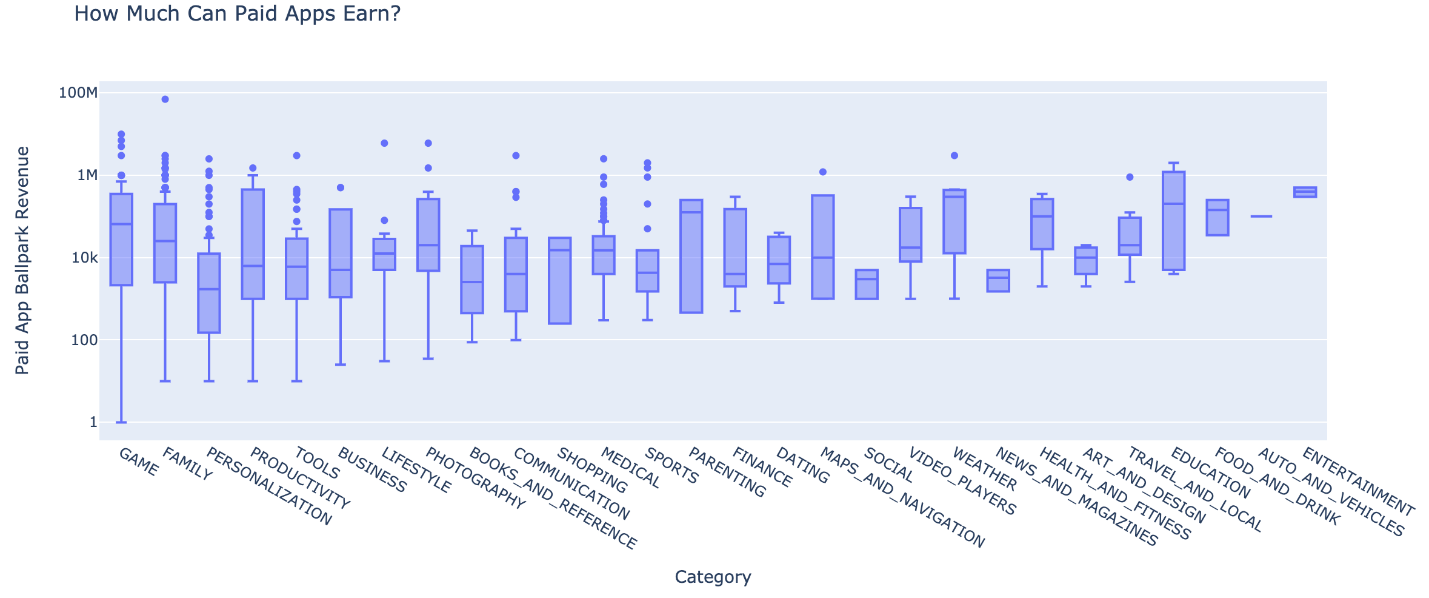 How Much Can Paid Apps Earn?
Paid App Ballpark Revenue
100M
1M
10k
100
1
GAME
FAMILY
PERSONALIZATION
PRODUCTIVITY
TOOLS
BUSINESS
LIFESTYLE
PHOTOGRAPHY
BOOKS_AND_REFERENCE
COMMUNICATION
SHOPPING
MEDICAL
SPORTS
PARENTING
FINANCE
DATING
MAPS_AND_NAVIGATION
SOCIAL
VIDEO_PLAYERS
WEATHER
NEWS_AND_MAGAZINES
HEALTH_AND_FITNESS
ART_AND_DESIGN
TRAVEL_AND_LOCAL
EDUCATION
FOOD_AND_DRINK
AUTO_AND_VEHICLES
ENTERTAINMENT
Category